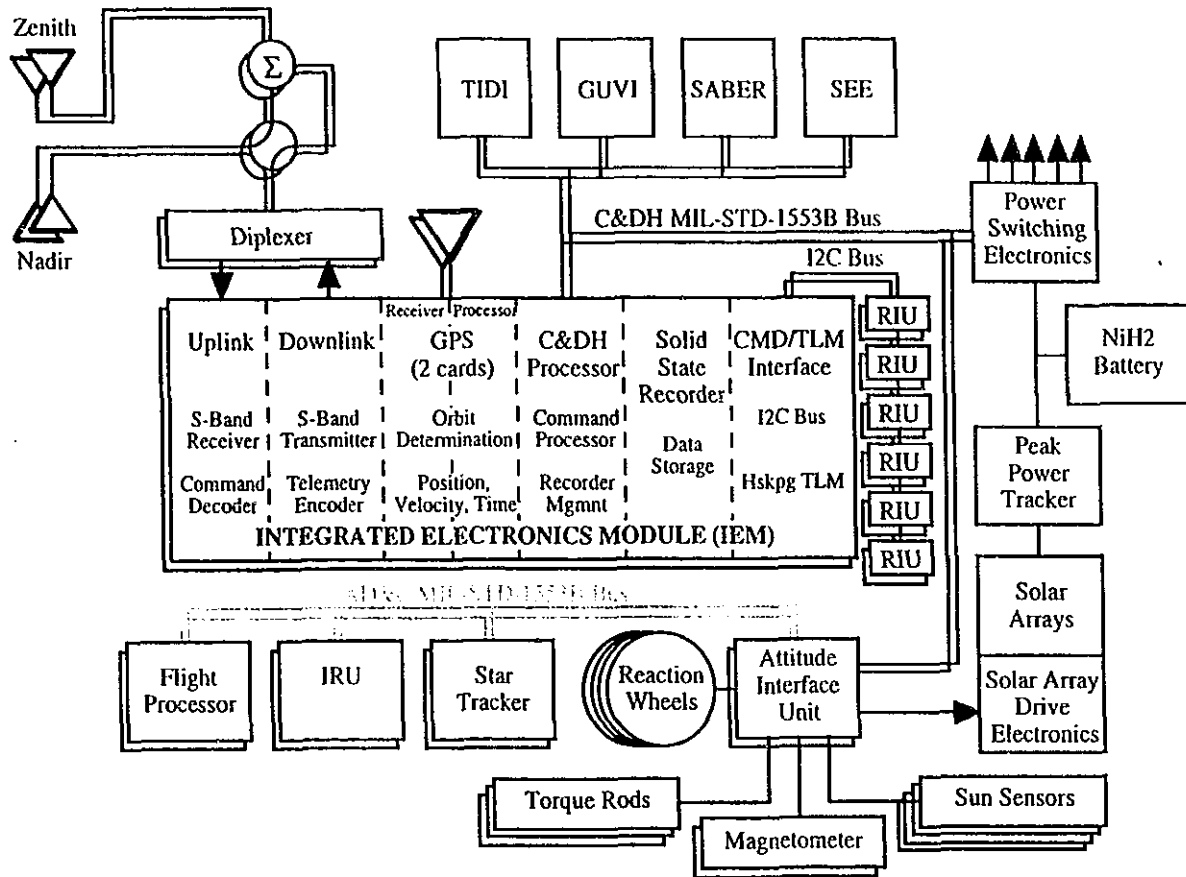 Zenith
Σ
TIDI
GUVI
SABER
SEE
Nadir
Diplexer
C&DH MIL-STD-1553B Bus
I2C Bus
Power
Switching
Electronics
NiH2
Battery
Peak
Power
Tracker
Solar
Arrays
Solar Array
Drive
Electronics
Uplink
S-Band
Receiver
Command
Decoder
Downlink
S-Band
Transmitter
Telemetry
Encoder
Receiver Processor
GPS
(2 cards)
Orbit
Determination
Position,
Velocity, Time
C&DH
Processor
Command
Processor
Recorder
Mgmnt
Solid
State
Recorder
Data
Storage
CMD/TLM
Interface
I2C Bus
Hskpg TLM
INTEGRATED ELECTRONICS MODULE (IEM)
RIU
RIU
RIU
RIU
RIU
RIU
MIL-STD-1553B Bus
Flight
Processor
IRU
Star
Tracker
Reaction
Wheels
Attitude
Interface
Unit
Torque Rods
Magnetometer
Sun Sensors